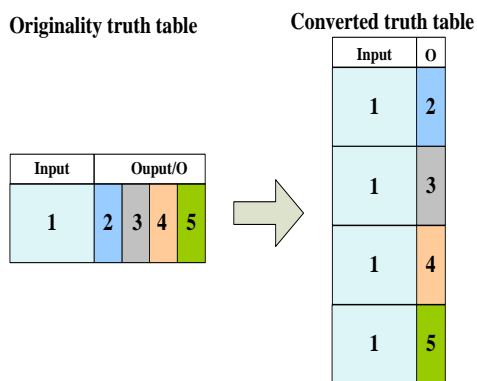 Originality truth table
Input Ouput/O
1 2 3 4 5
Converted truth table
Input O
1 2
1 3
1 4
1 5